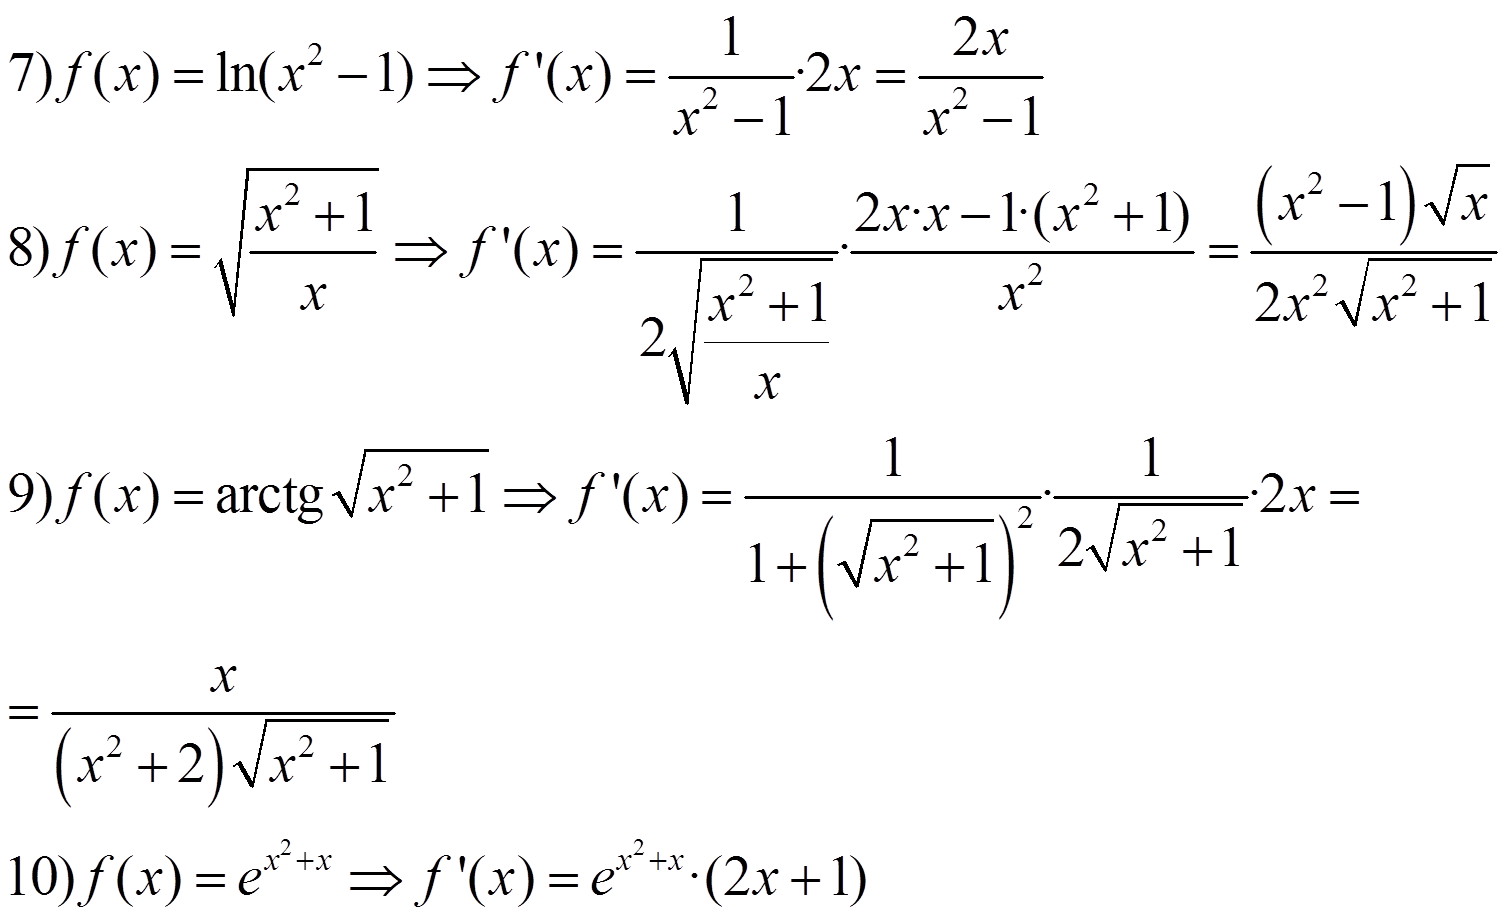 7) f(x) = ln(x² − 1) ⇒ f '(x) = 1/(x² − 1) · 2x = 2x/(x² − 1)
8) f(x) = √((x² + 1)/x) ⇒ f '(x) = 1/(2√((x² + 1)/x)) · (2x·x − 1·(x² + 1))/x² = ((x² − 1)√x)/(2x²√(x² + 1))
9) f(x) = arctg √(x² + 1) ⇒ f '(x) = 1/(1 + (√(x² + 1))²) · 1/(2√(x² + 1)) · 2x =
= x/((x² + 2)√(x² + 1))
10) f(x) = e^(x² + x) ⇒ f '(x) = e^(x² + x) · (2x + 1)